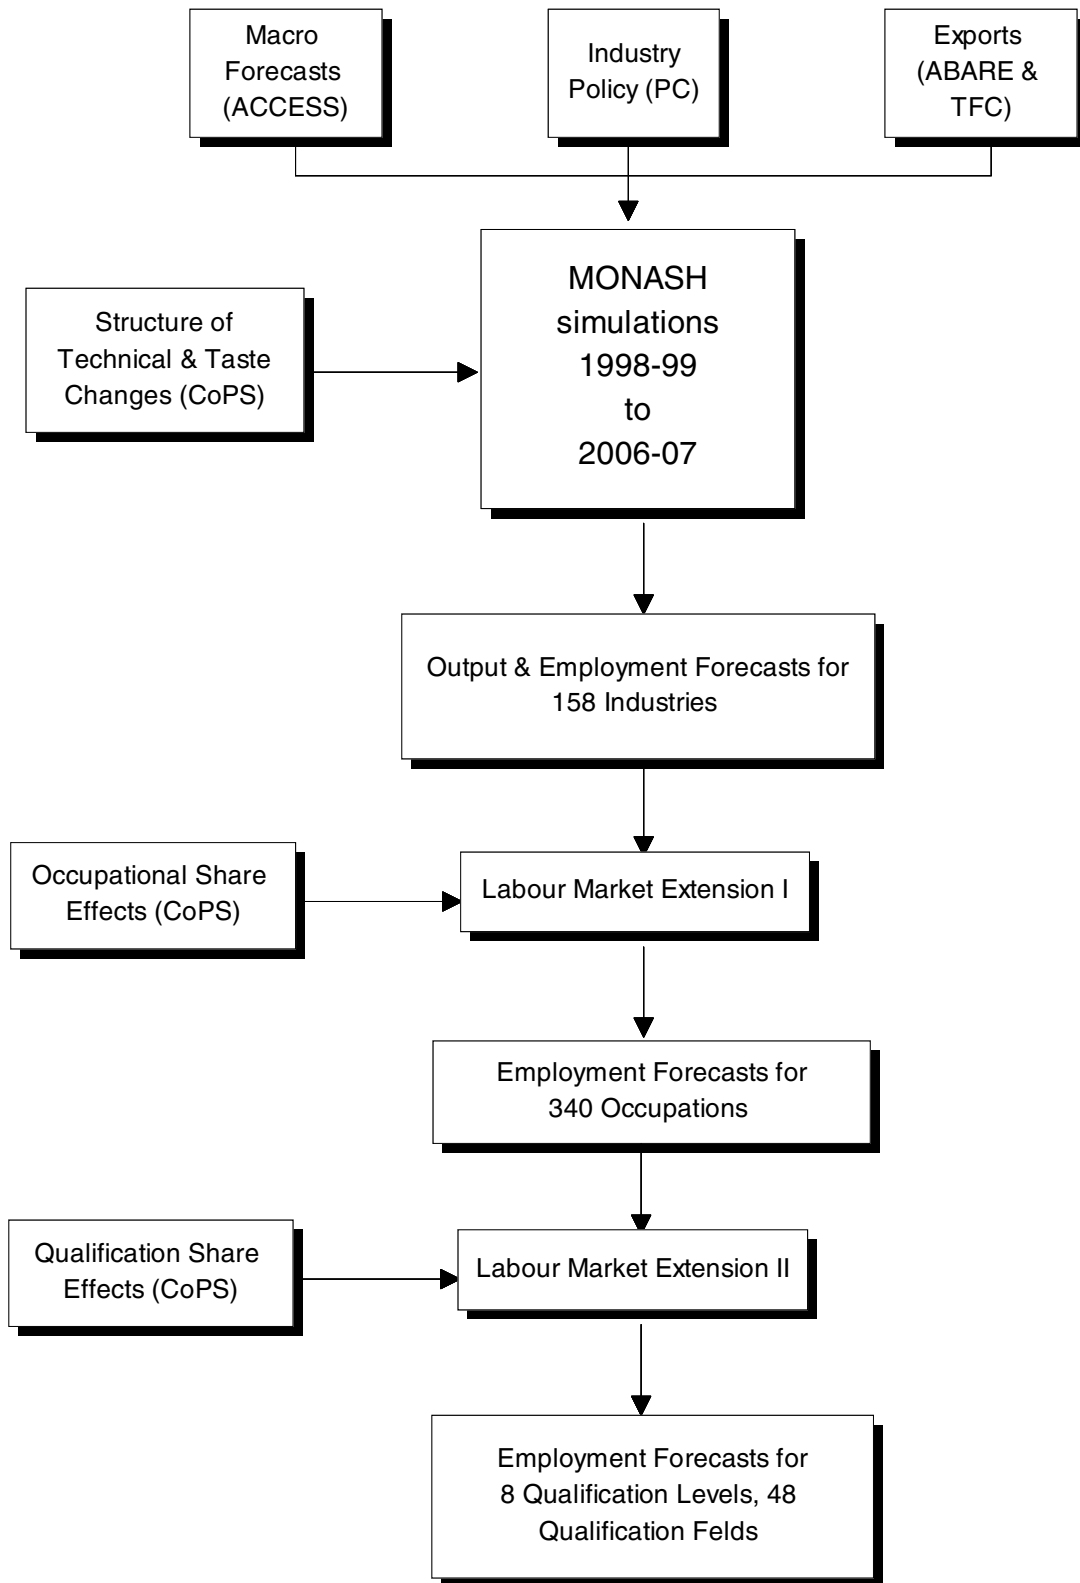 Macro
Forecasts
(ACCESS)
Industry
Policy (PC)
Exports
(ABARE &
TFC)
Structure of
Technical & Taste
Changes (CoPS)
MONASH
simulations
1998-99
to
2006-07
Output & Employment Forecasts for
158 Industries
Occupational Share
Effects (CoPS)
Labour Market Extension I
Employment Forecasts for
340 Occupations
Qualification Share
Effects (CoPS)
Labour Market Extension II
Employment Forecasts for
8 Qualification Levels, 48
Qualification Felds